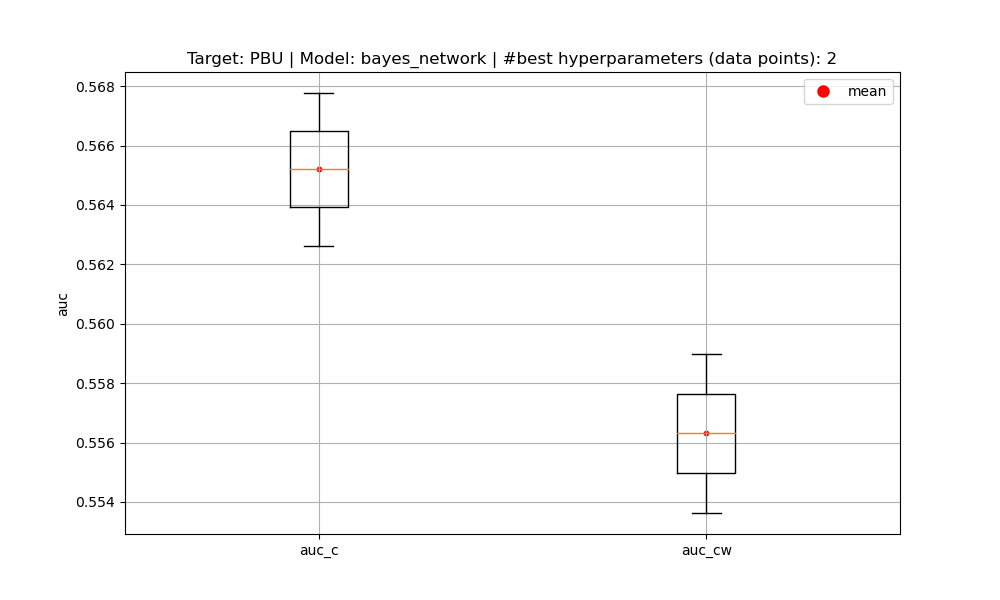 Target: PBU | Model: bayes_network | #best hyperparameters (data points): 2
mean
0.568
0.566
0.564
0.562
0.560
0.558
0.556
0.554
auc
auc_c
auc_cw